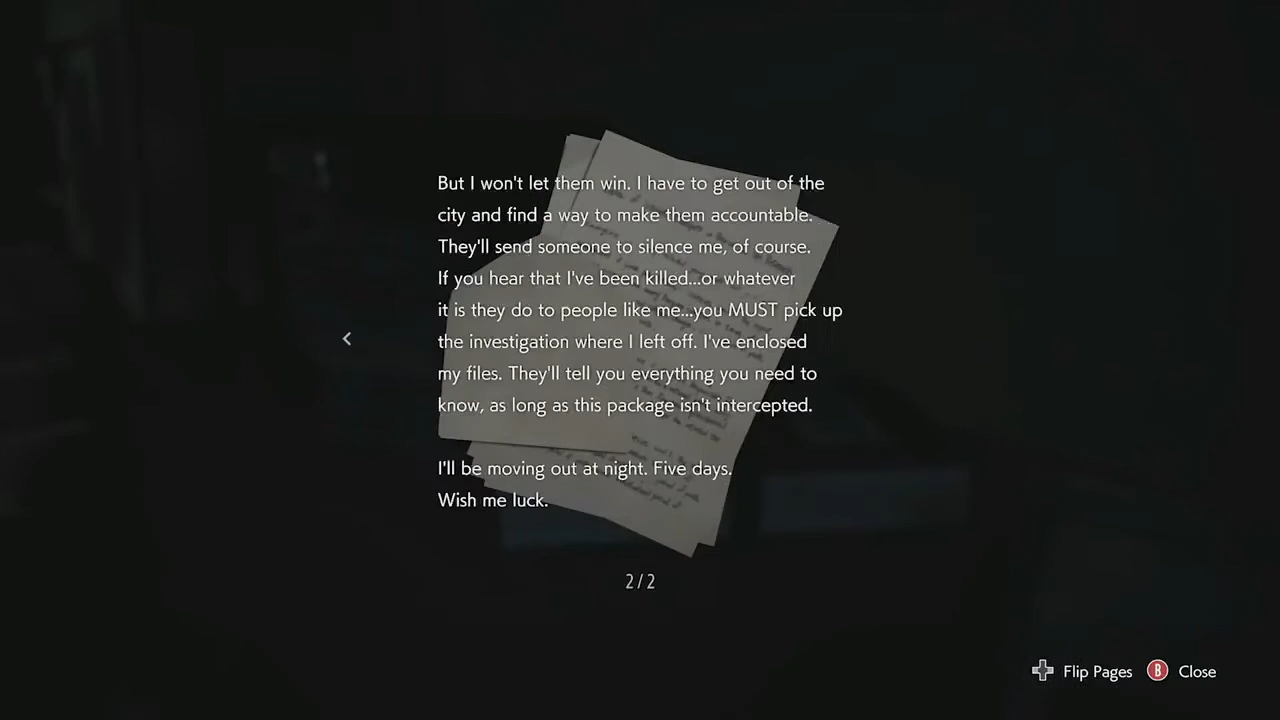 But I won't let them win. I have to get out of the
city and find a way to make them accountable.
They'll send someone to silence me, of course.
If you hear that I've been killed...or whatever
it is they do to people like me...you MUST pick up
the investigation where I left off. I've enclosed
my files. They'll tell you everything you need to
know, as long as this package isn't intercepted.
I'll be moving out at night. Five days.
Wish me luck.
<
2/2
Flip Pages B Close